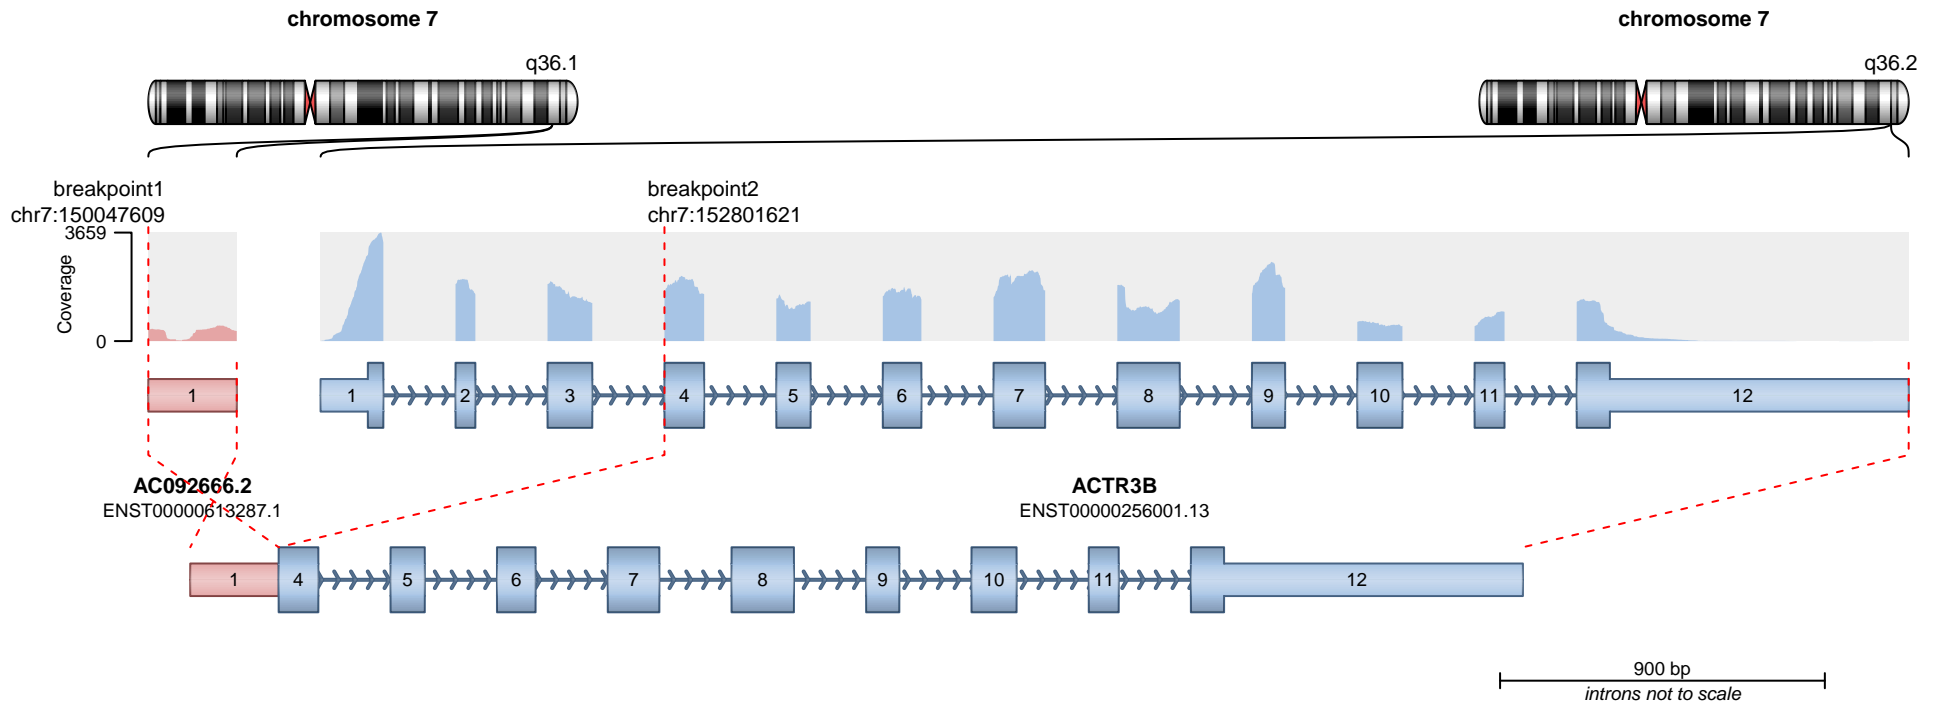 chromosome 7
chromosome 7
q36.1
q36.2
breakpoint1
chr7:150047609
breakpoint2
chr7:152801621
3659
Coverage
0
1
1
2
3
4
5
6
7
8
9
10
11
12
AC092666.2
ENST00000613287.1
ACTR3B
ENST00000256001.13
1
4
5
6
7
8
9
10
11
12
900 bp
introns not to scale